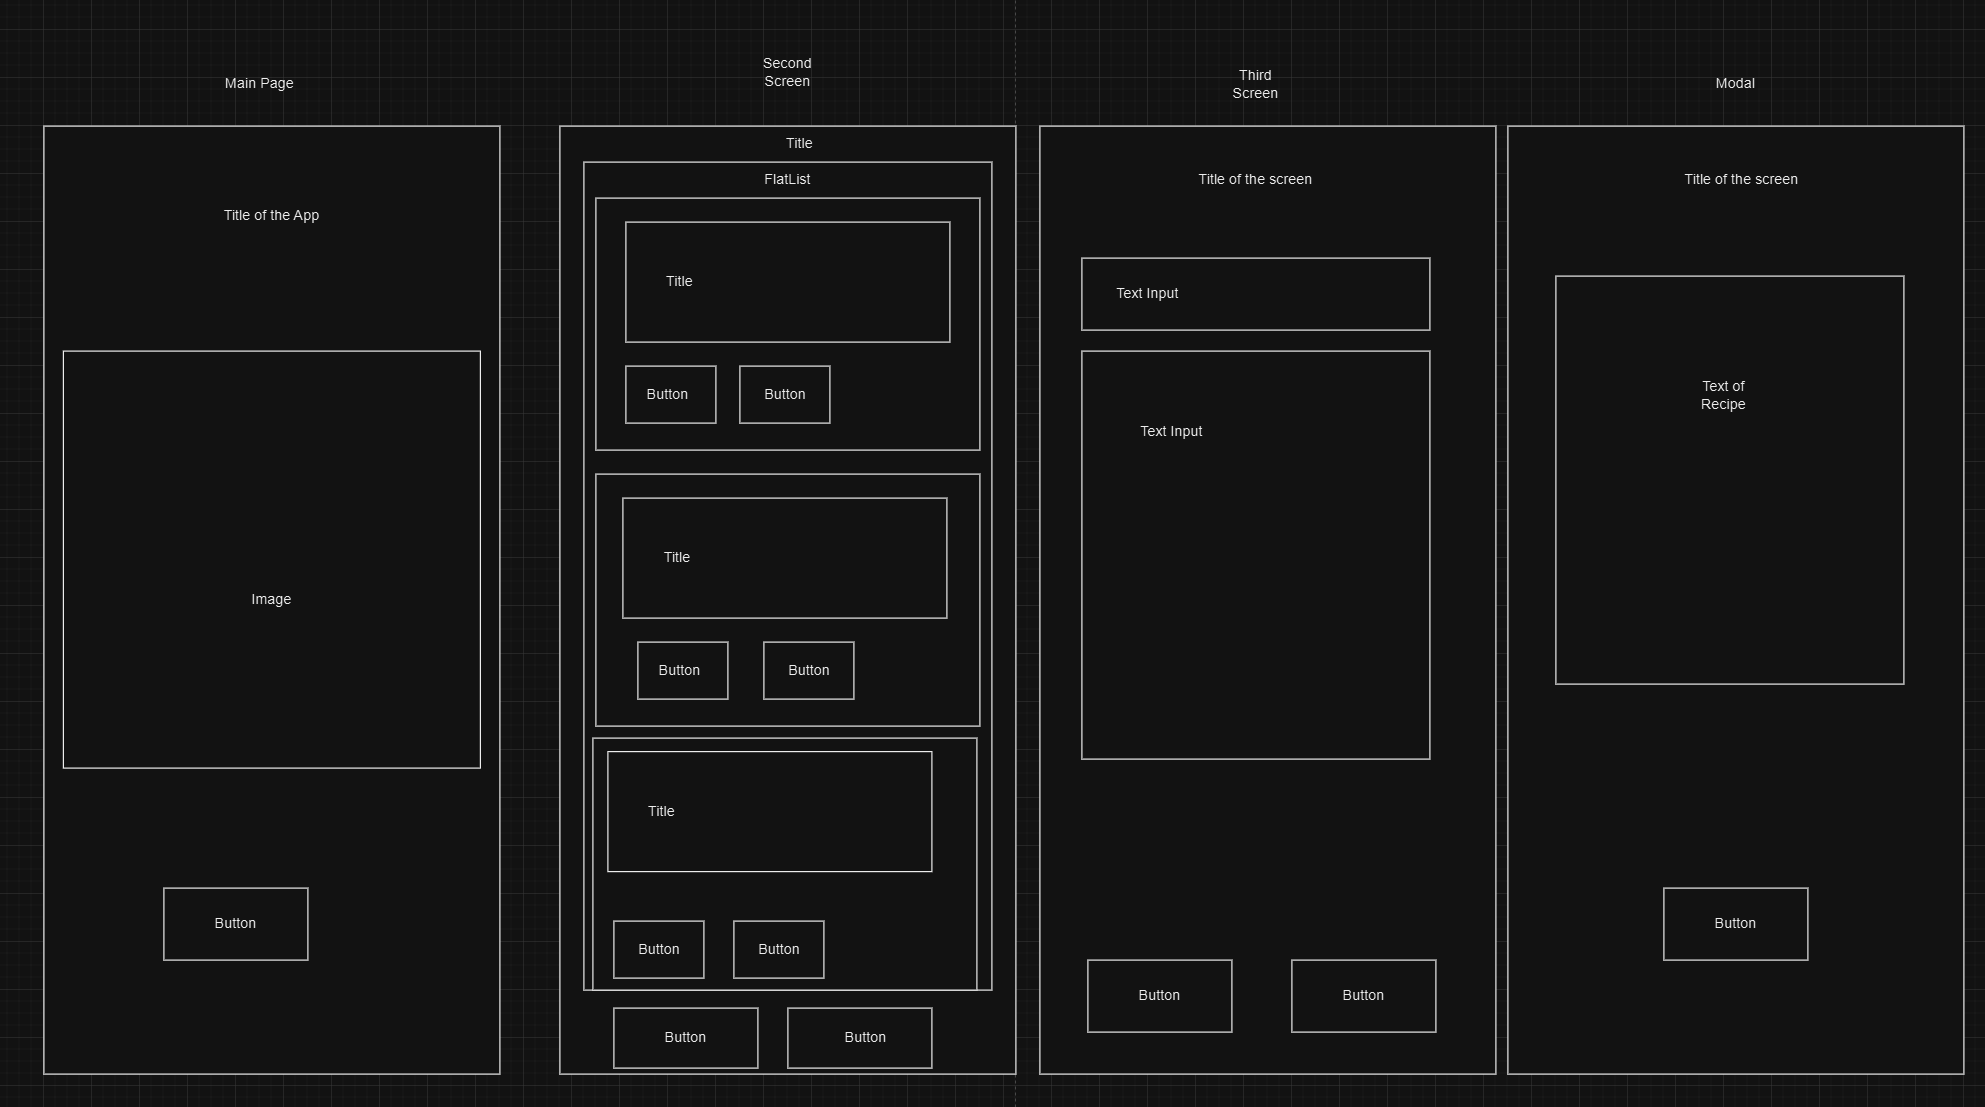 Main Page
Second
Screen
Third
Screen
Modal
Title of the App
Image
Button
Title
FlatList
Title
Button
Button
Title
Button
Button
Title
Button
Button
Button
Button
Title of the screen
Text Input
Text Input
Button
Button
Title of the screen
Text of
Recipe
Button